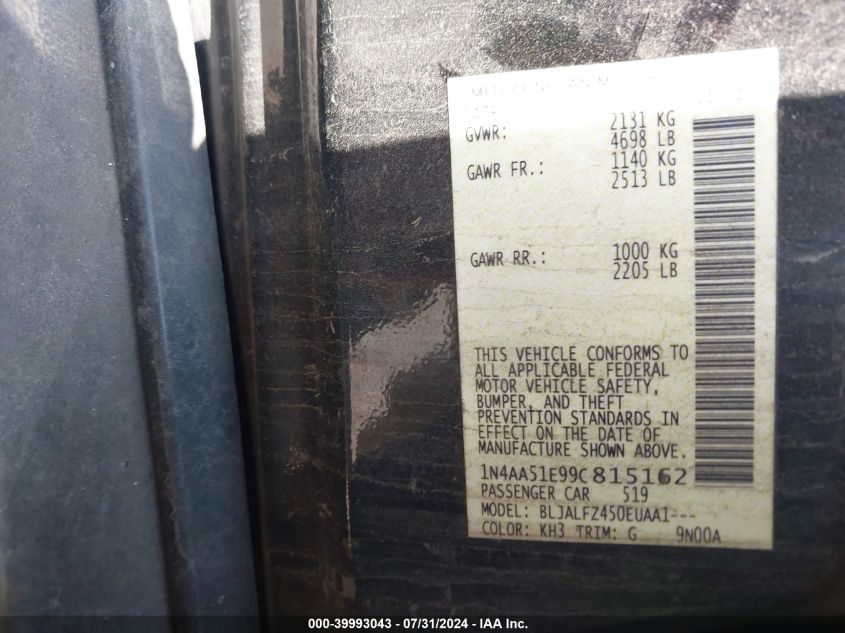 GVWR: 2131 KG
4698 LB
GAWR FR.: 1140 KG
2513 LB
GAWR RR.: 1000 KG
2205 LB
THIS VEHICLE CONFORMS TO
ALL APPLICABLE FEDERAL
MOTOR VEHICLE SAFETY,
BUMPER, AND THEFT
PREVENTION STANDARDS IN
EFFECT ON THE DATE OF
MANUFACTURE SHOWN ABOVE.
1N4AA51E99C815162
PASSENGER CAR 519
MODEL: BLJALFZ450EUAA1---
COLOR: KH3 TRIM: G 9N00A
000-39993043 - 07/31/2024 - IAA Inc.